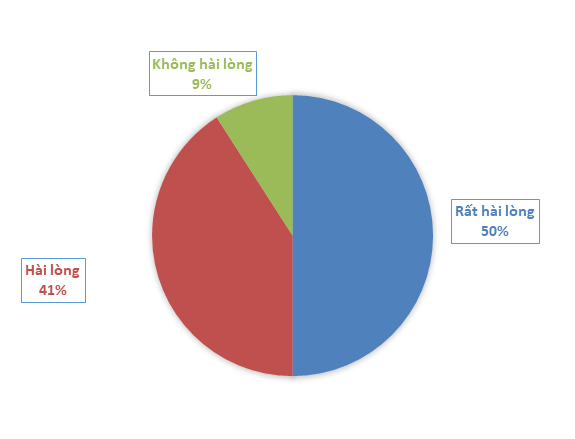 Không hài lòng
9%
Rất hài lòng
50%
Hài lòng
41%